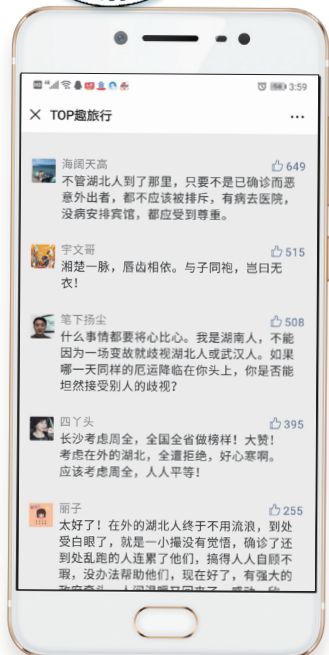 3:59
TOP趣旅行
海阔天高
649
不管湖北人到了那里，只要不是已确诊而恶
意外出者，都不应该被排斥，有病去医院，
没病安排宾馆，都应受到尊重。
宇文哥
515
湘楚一脉，唇齿相依。与子同袍，岂曰无
衣！
笔下扬尘
508
什么事情都要将心比心。我是湖南人，不能
因为一场变故就歧视湖北人或武汉人。如果
哪一天同样的厄运降临在你头上，你是否能
坦然接受别人的歧视？
四丫头
395
长沙考虑周全，全国全省做榜样！大赞！
考虑在外的湖北，全遭拒绝，好心寒啊。
应该考虑周全，人人平等！
丽子
255
太好了！在外的湖北人终于不用流浪，到处
受白眼了，就是一小撮没有觉悟，确诊了还
到处乱跑的人连累了他们，搞得人人自顾不
暇，没办法帮助他们，现在好了，有强大的